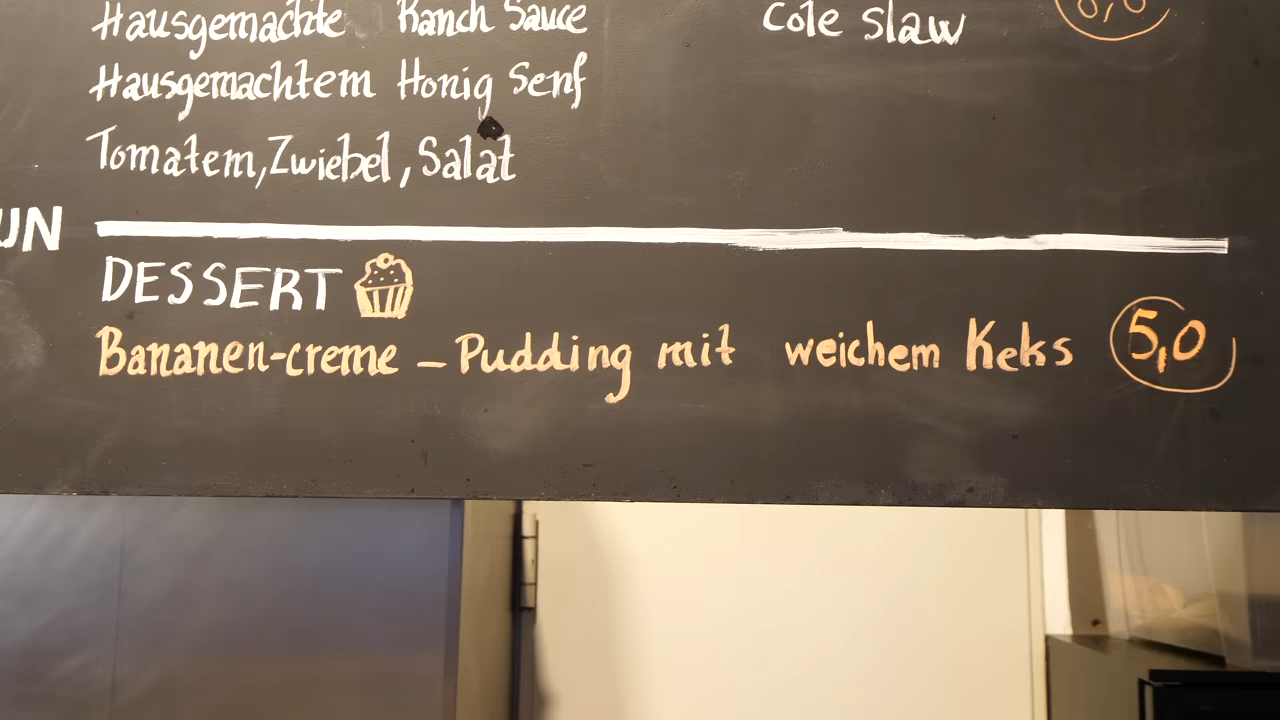 Hausgemachte Ranch Sauce
Cole slaw
Hausgemachtem Honig Senf
Tomatem, Zwiebel, Salat
UN
DESSERT
Bananen-creme – Pudding mit weichem Keks 5,0